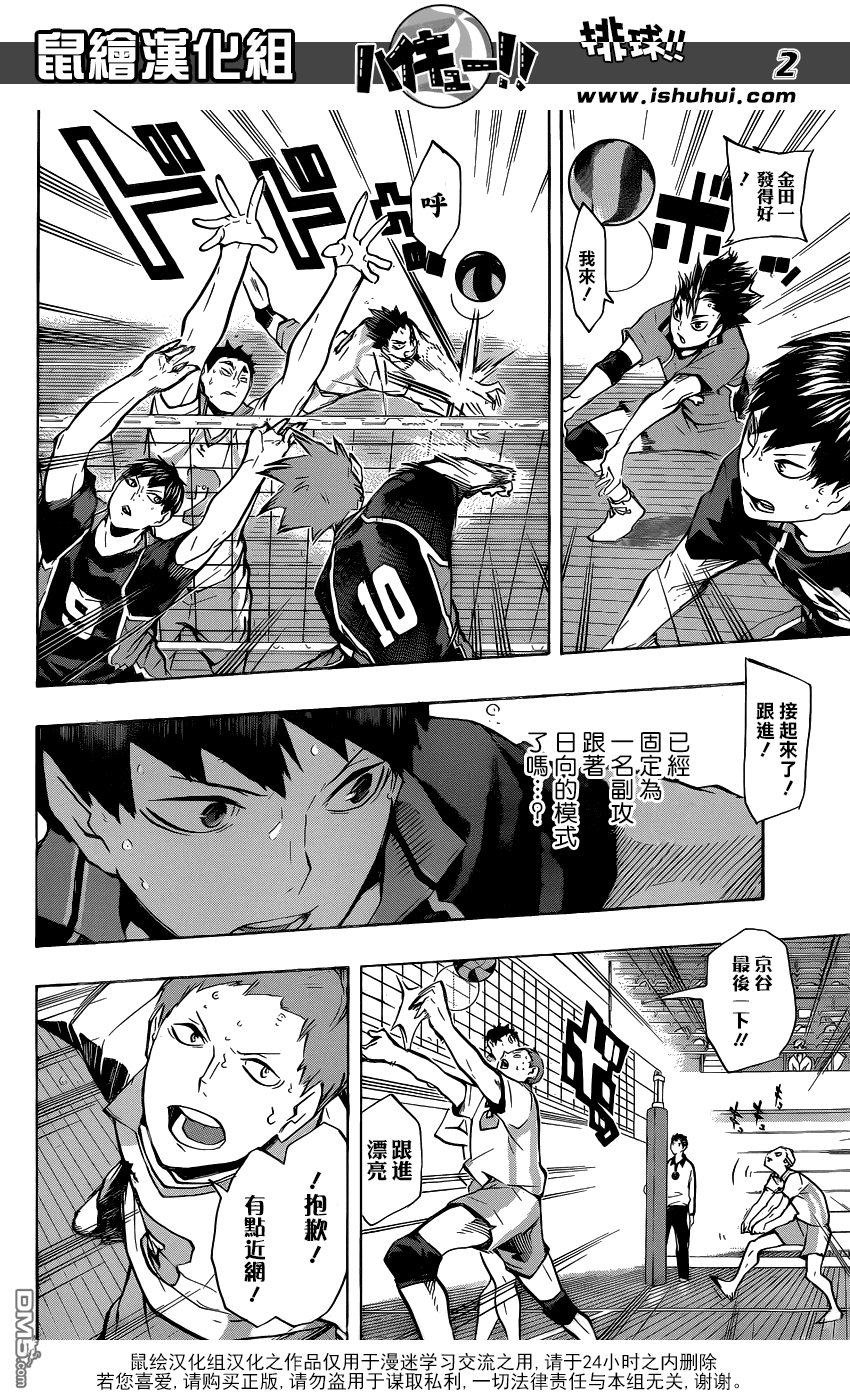 鼠繪漢化組
ハイキュー!!
排球!!
2
www.ishuhui.com
金田一
發得好
！
我來！
ボ
呼
接起來了！
跟進！
已經
固定為
一名副攻
跟著
日向的模式
了嗎…？
京谷
最後一下!!
跟進
漂亮
！抱歉！
有點近網！
10
鼠绘汉化组汉化之作品仅用于漫迷学习交流之用, 请于24小时之内删除
若您喜爱, 请购买正版, 请勿用于谋取私利, 一切法律责任与本组无关, 谢谢。